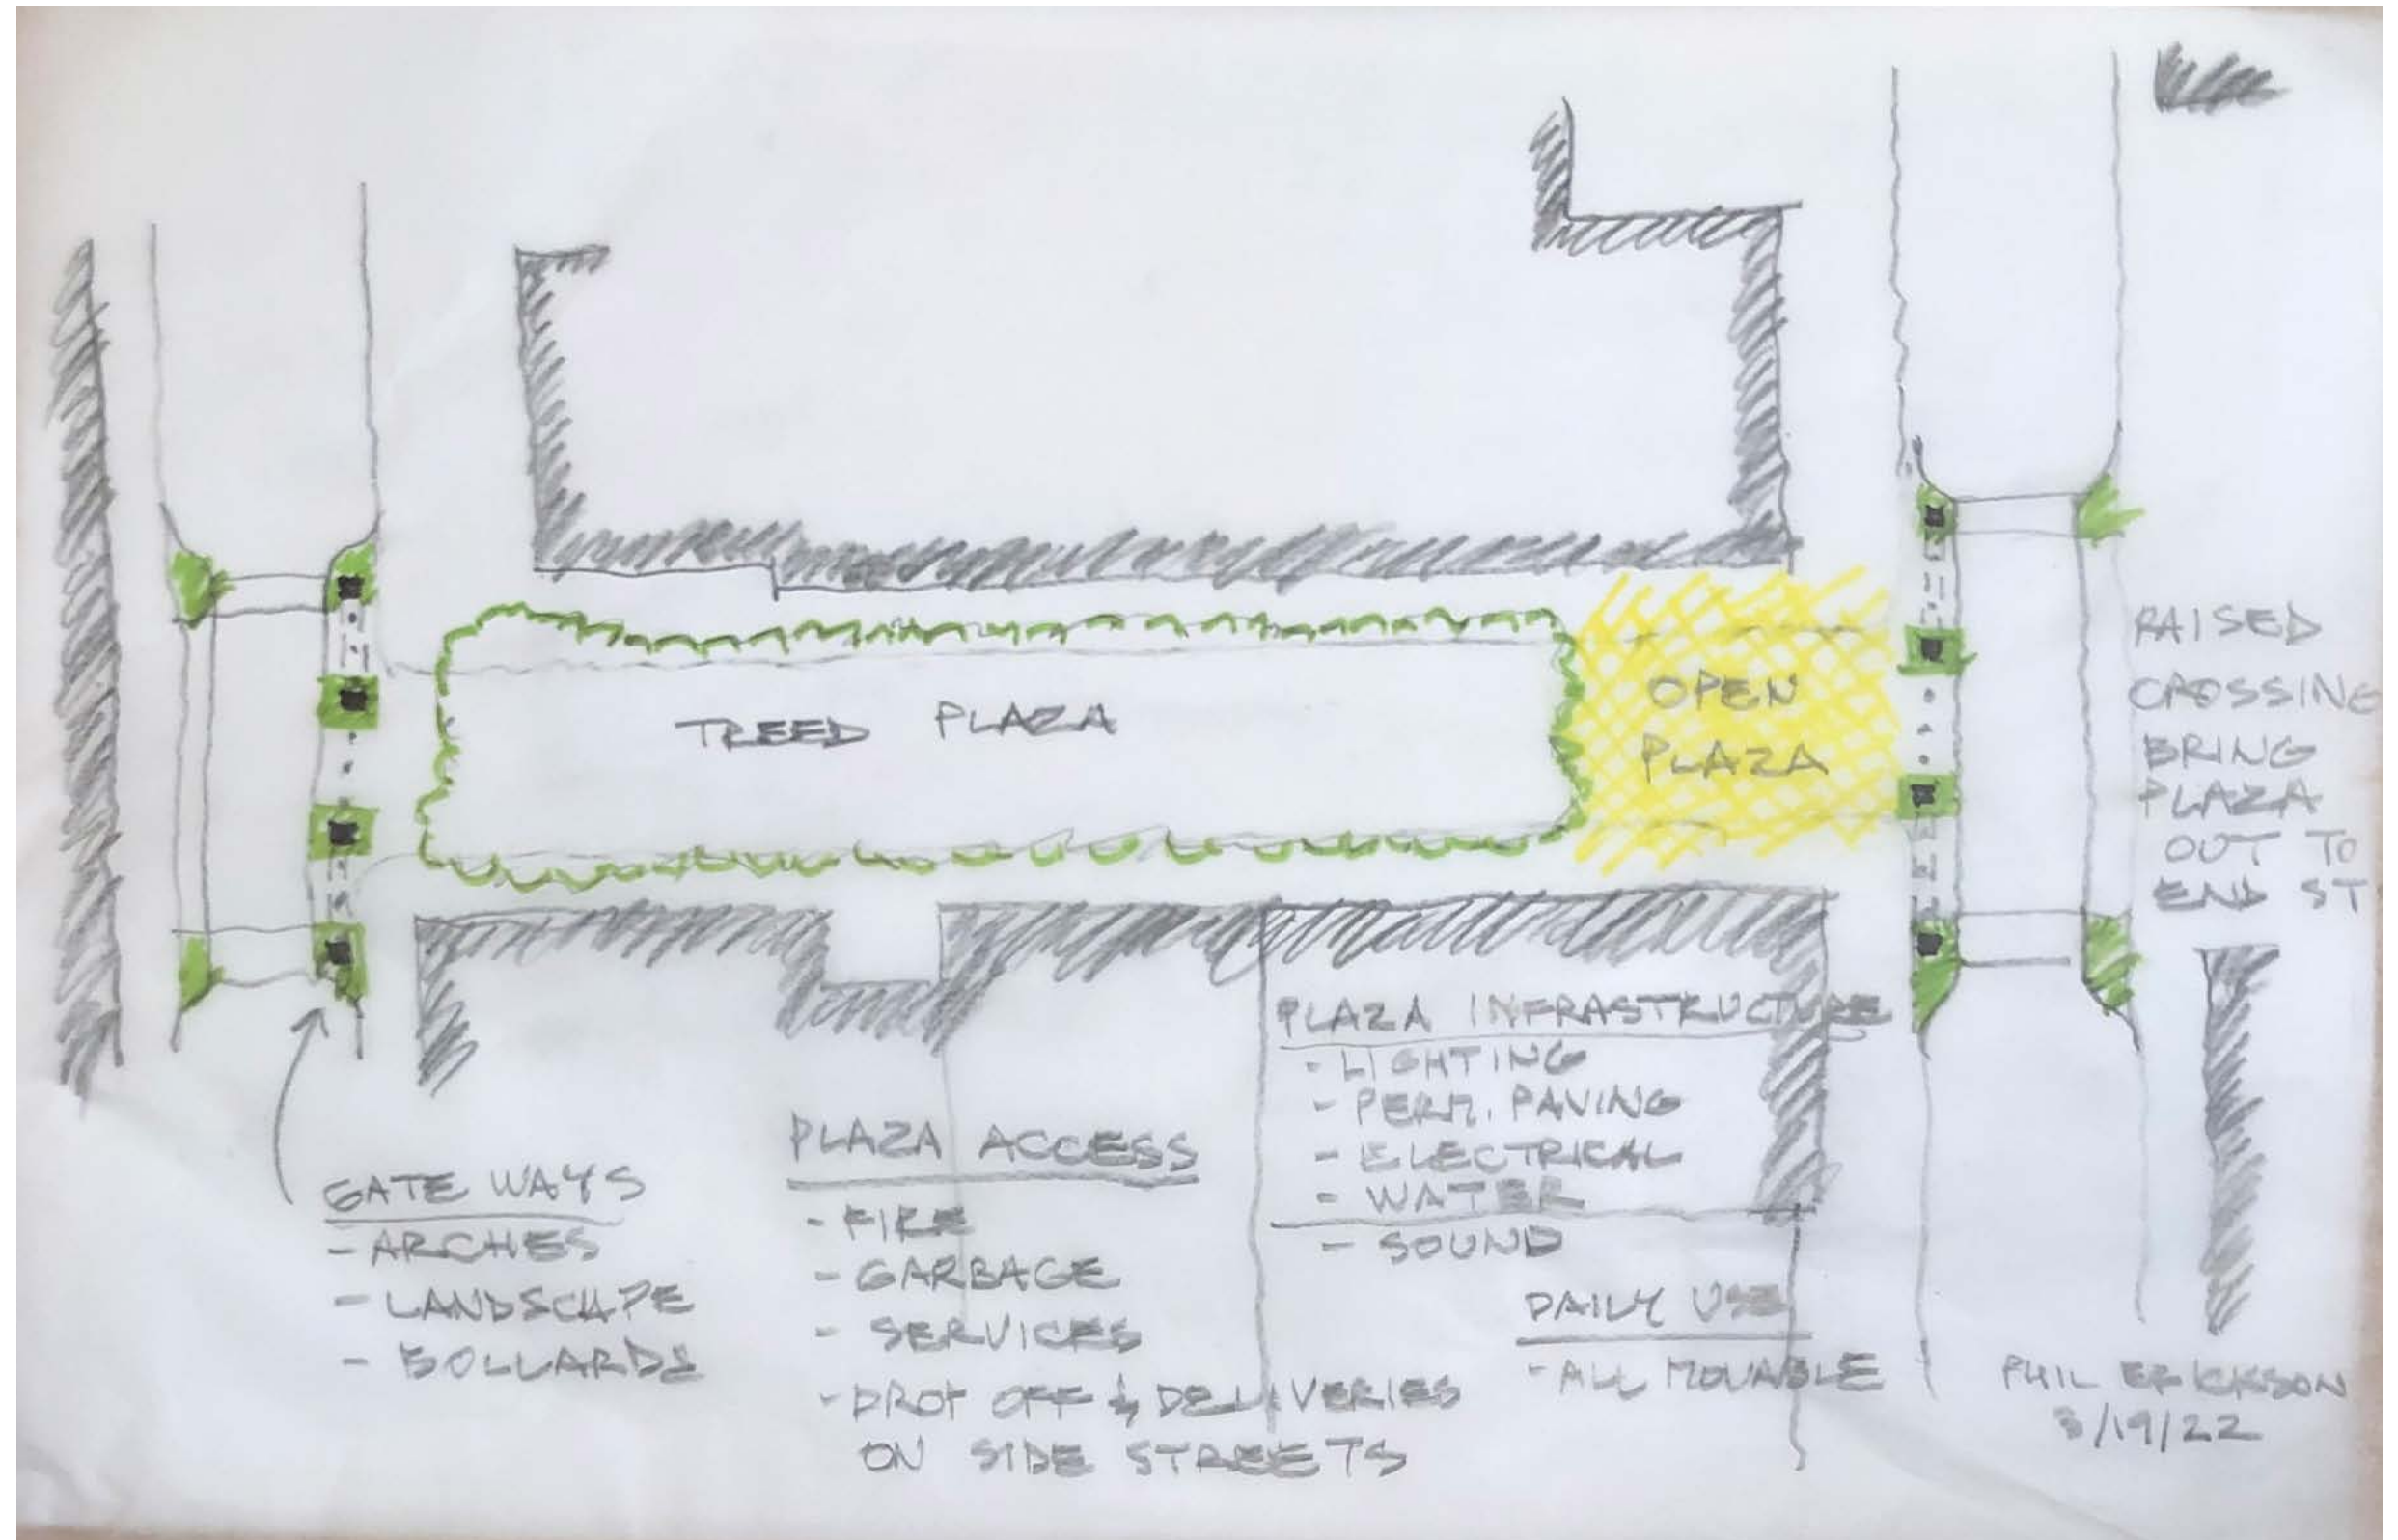 TREED PLAZA
OPEN
PLAZA
RAISED
CROSSING
BRING
PLAZA
OUT TO
END ST
GATE WAYS
- ARCHES
- LANDSCAPE
- BOLLARDS
PLAZA ACCESS
- FIRE
- GARBAGE
- SERVICES
- DROP OFF & DELIVERIES
ON SIDE STREETS
PLAZA INFRASTRUCTURE
- LIGHTING
- PERM. PAVING
- ELECTRICAL
- WATER
- SOUND
DAILY USE
- ALL MOVABLE
PHIL ERICKSON
3/19/22